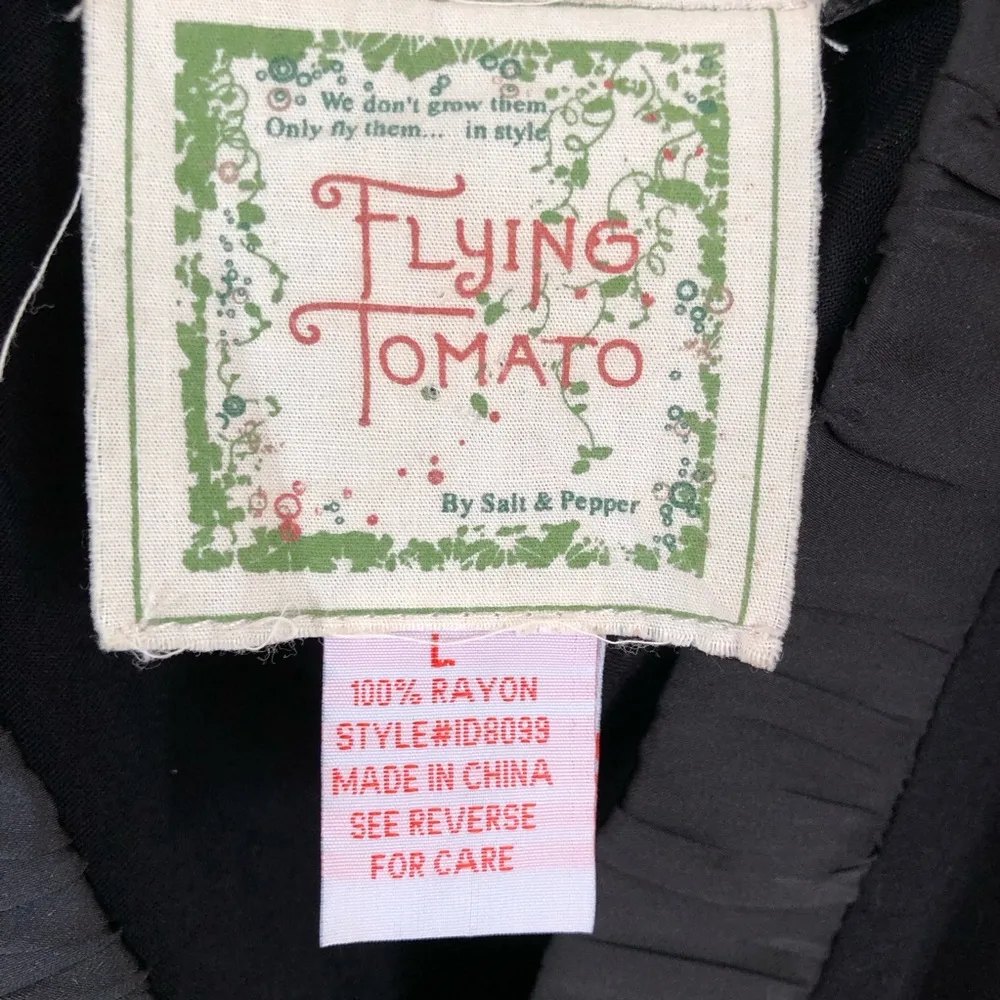 We don't grow them,
Only fly them... in style
FLYING
TOMATO
By Salt & Pepper
L
100% RAYON
STYLE#ID8099
MADE IN CHINA
SEE REVERSE
FOR CARE